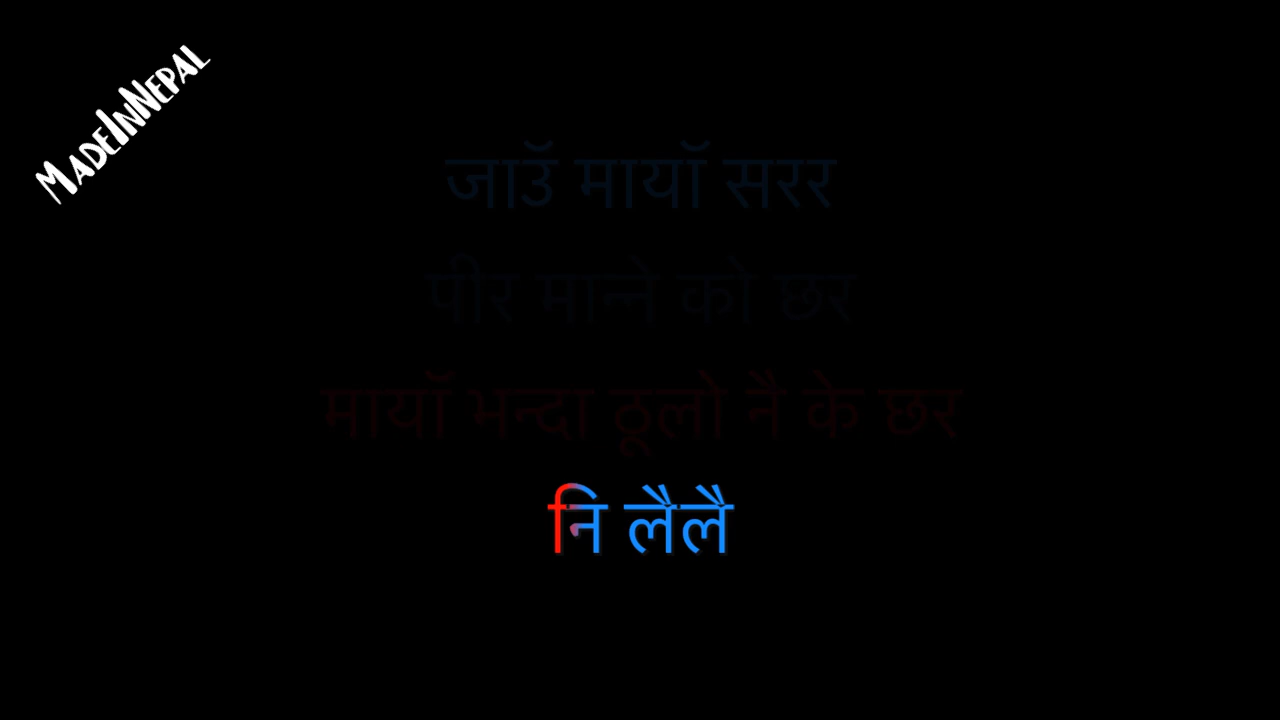 MadeInNepal
जाउॅ मायाॅ सरर
पीर मान्ने को छर
मायाॅ भन्दा ठूलो नै के छर
नि लैलै